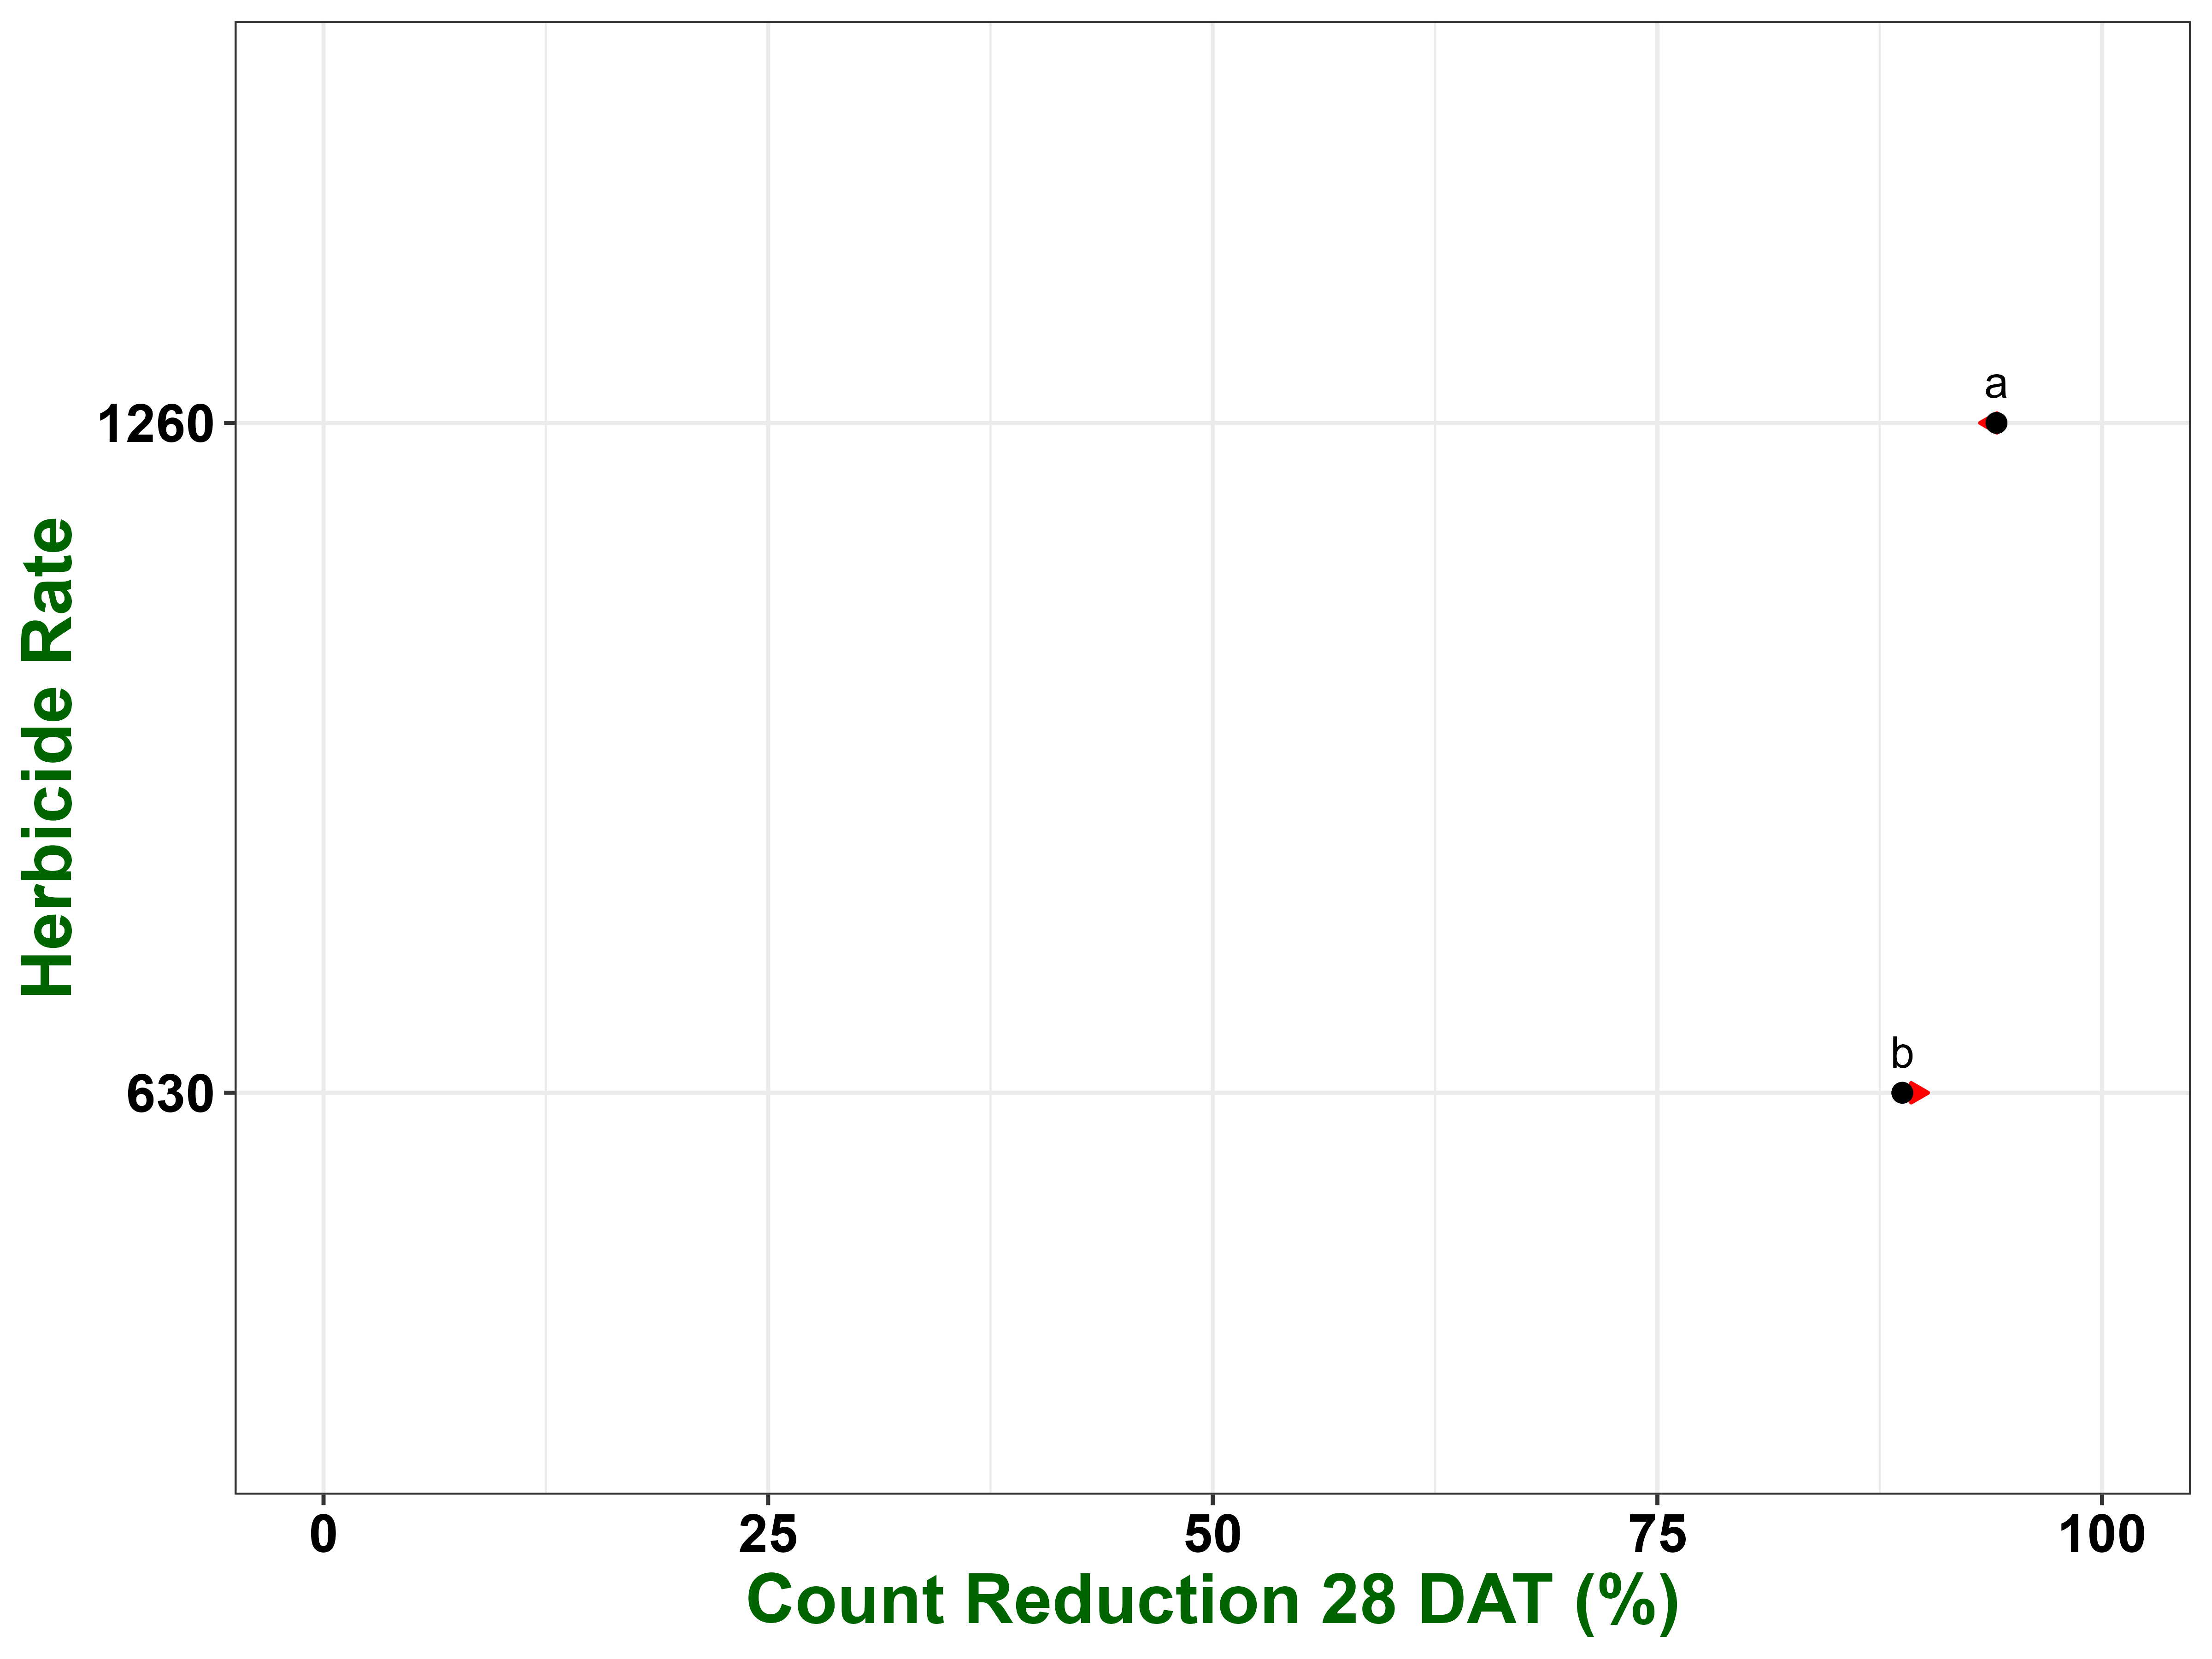 a
1260
b
630
Herbicide Rate
0 25 50 75 100
Count Reduction 28 DAT (%)